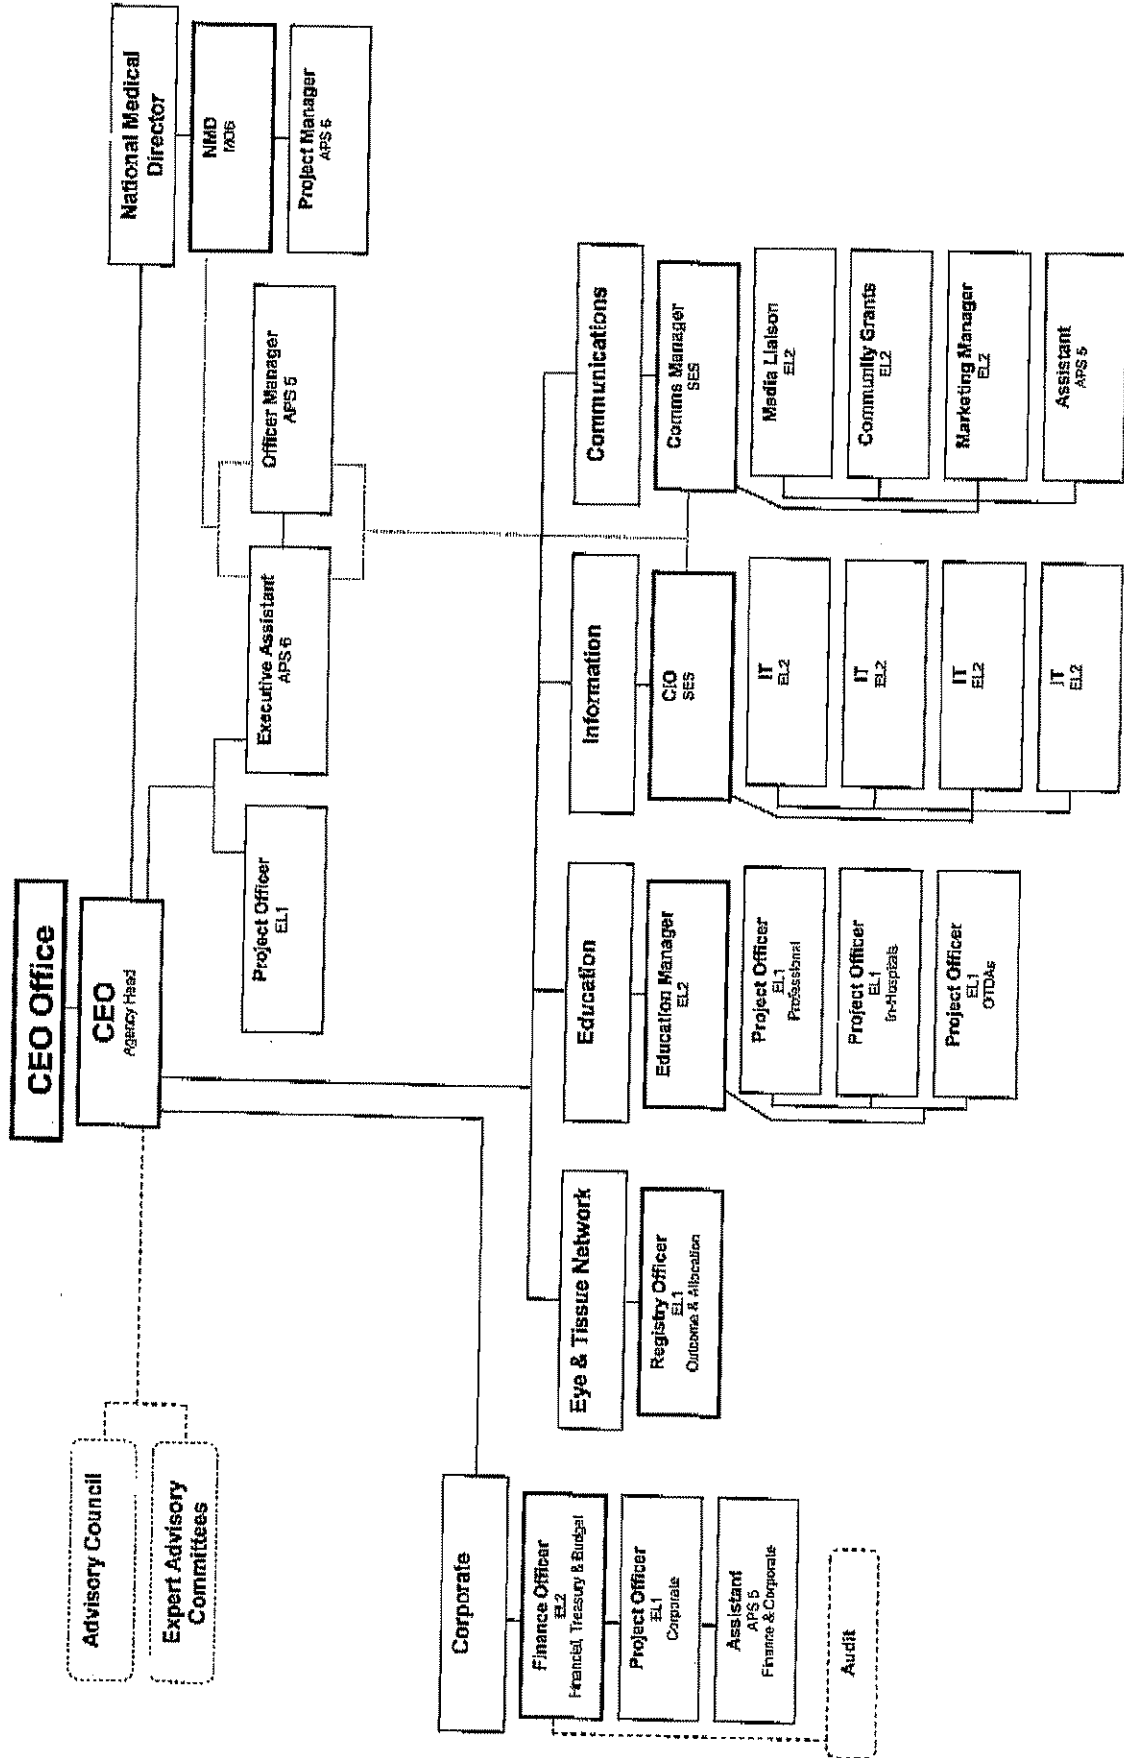 CEO Office
CEO
Agency Head
Advisory Council
Expert Advisory
Committees
National Medical
Director
NMD
MO6
Project Manager
APS 6
Project Officer
EL1
Executive Assistant
APS 6
Officer Manager
APS 5
Corporate
Finance Officer
EL2
Financial, Treasury & Budget
Project Officer
EL1
Corporate
Assistant
APS 5
Finance & Corporate
Audit
Eye & Tissue Network
Registry Officer
EL1
Outcome & Allocation
Education
Education Manager
EL2
Project Officer
EL1
Professional
Project Officer
EL1
In-Hospitals
Project Officer
EL1
OTDAs
Information
CIO
SES
IT
EL2
IT
EL2
IT
EL2
IT
EL2
Communications
Comms Manager
SES
Media Liaison
EL2
Community Grants
EL2
Marketing Manager
EL2
Assistant
APS 5